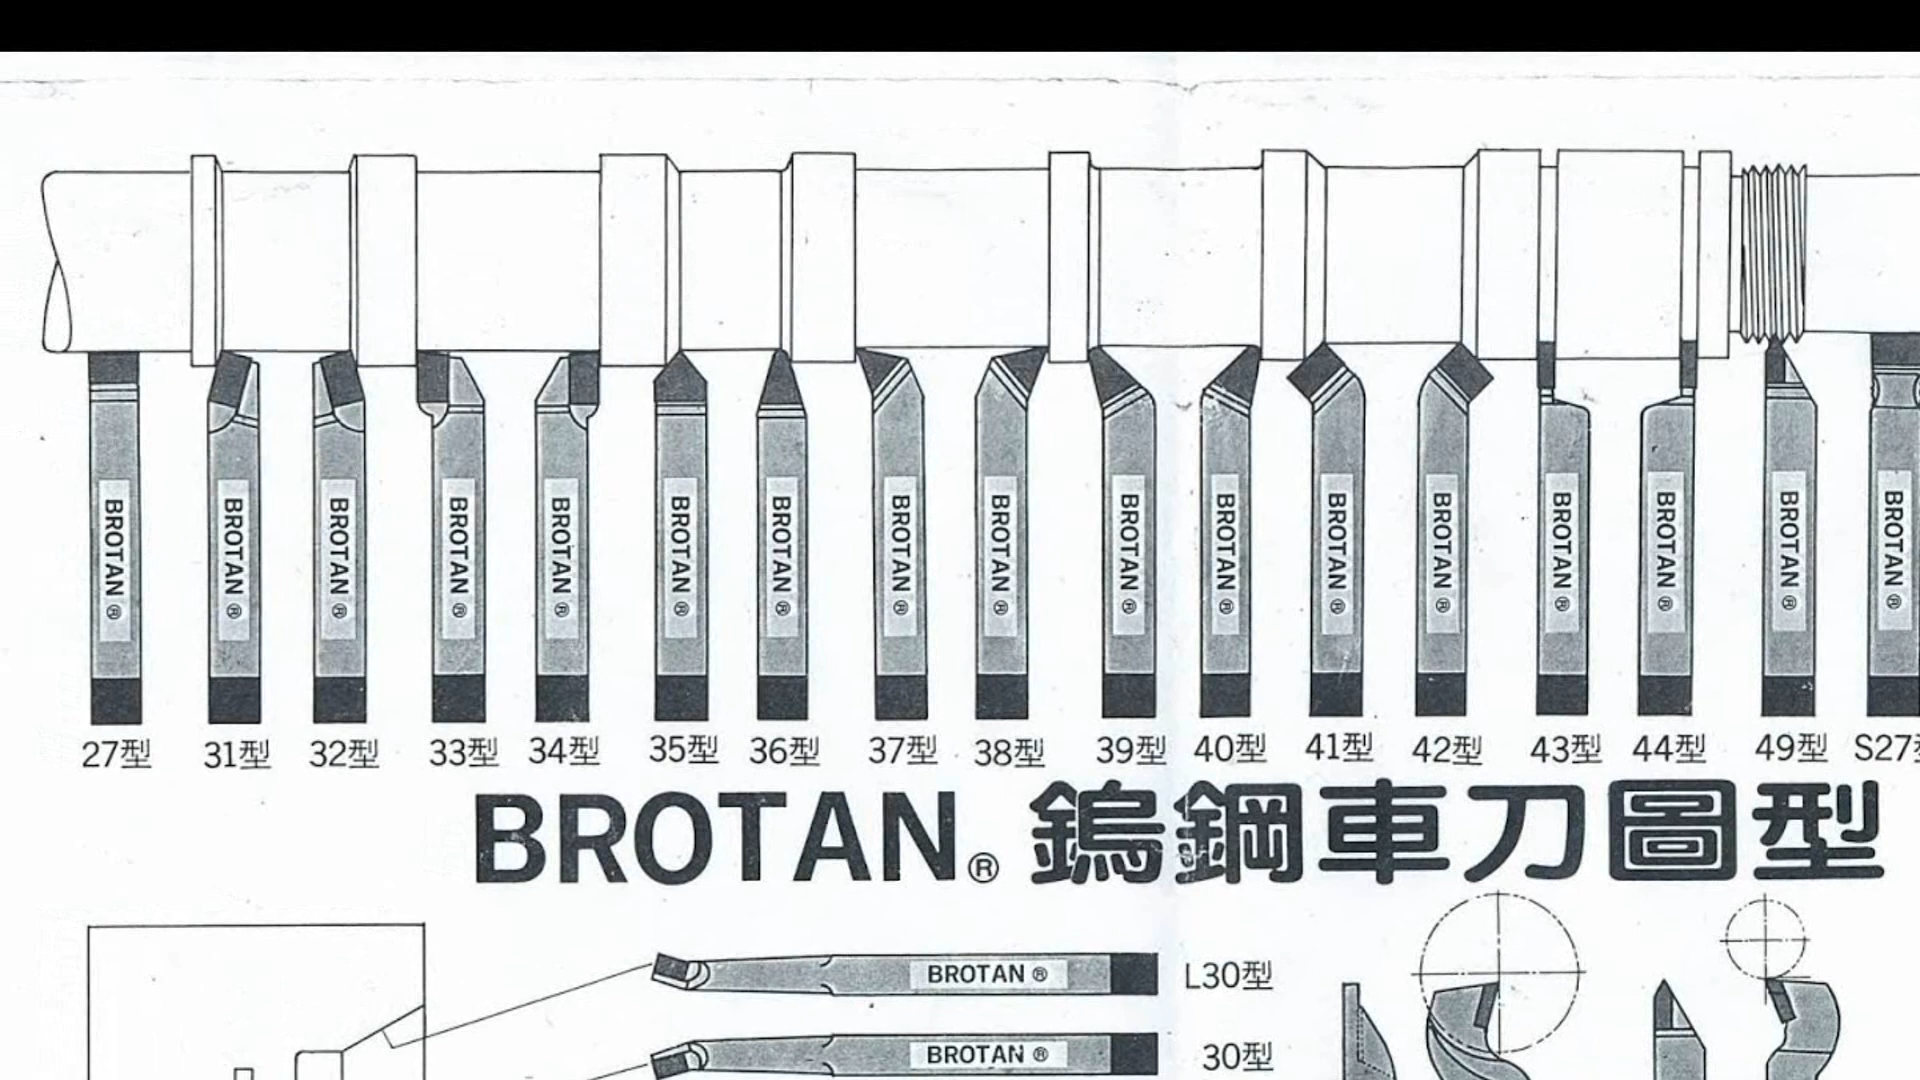 BROTAN® BROTAN® BROTAN® BROTAN® BROTAN® BROTAN® BROTAN® BROTAN® BROTAN® BROTAN® BROTAN® BROTAN® BROTAN® BROTAN® BROTAN® BROTAN® BROTAN®
27型 31型 32型 33型 34型 35型 36型 37型 38型 39型 40型 41型 42型 43型 44型 49型 S27型
BROTAN® 鎢鋼車刀圖型
BROTAN® L30型
BROTAN® 30型